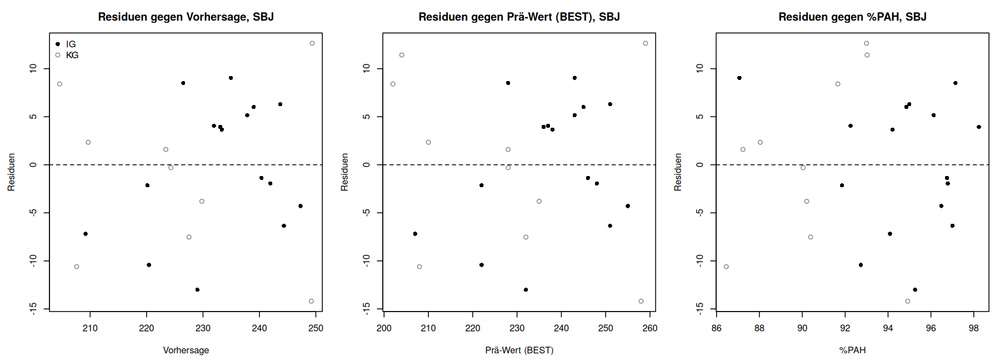 Residuen gegen Vorhersage, SBJ
IG
KG
10
5
0
-5
-10
-15
Residuen
210 220 230 240 250
Vorhersage
Residuen gegen Prä-Wert (BEST), SBJ
10
5
0
-5
-10
-15
Residuen
200 210 220 230 240 250 260
Prä-Wert (BEST)
Residuen gegen %PAH, SBJ
10
5
0
-5
-10
-15
Residuen
86 88 90 92 94 96 98
%PAH